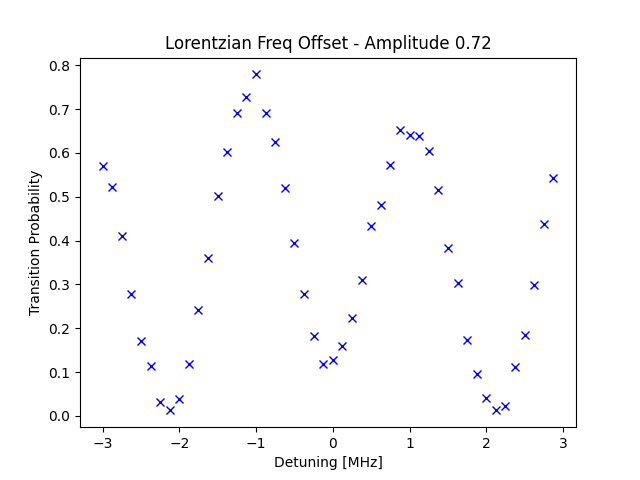 Lorentzian Freq Offset - Amplitude 0.72
0.8
0.7
0.6
0.5
0.4
0.3
0.2
0.1
0.0
Transition Probability
−3 −2 −1 0 1 2 3
Detuning [MHz]